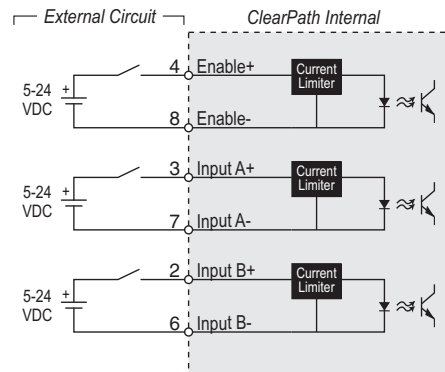 External Circuit
ClearPath Internal
4 Enable+
Current
Limiter
5-24
VDC
+
8 Enable-
3 Input A+
Current
Limiter
5-24
VDC
+
7 Input A-
2 Input B+
Current
Limiter
5-24
VDC
+
6 Input B-